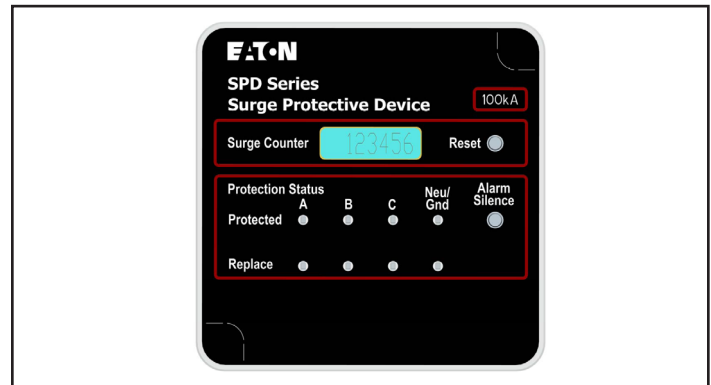 EATON
SPD Series
Surge Protective Device
100kA
Surge Counter 123456 Reset
Protection Status
A B C Neu/Gnd Alarm Silence
Protected
Replace